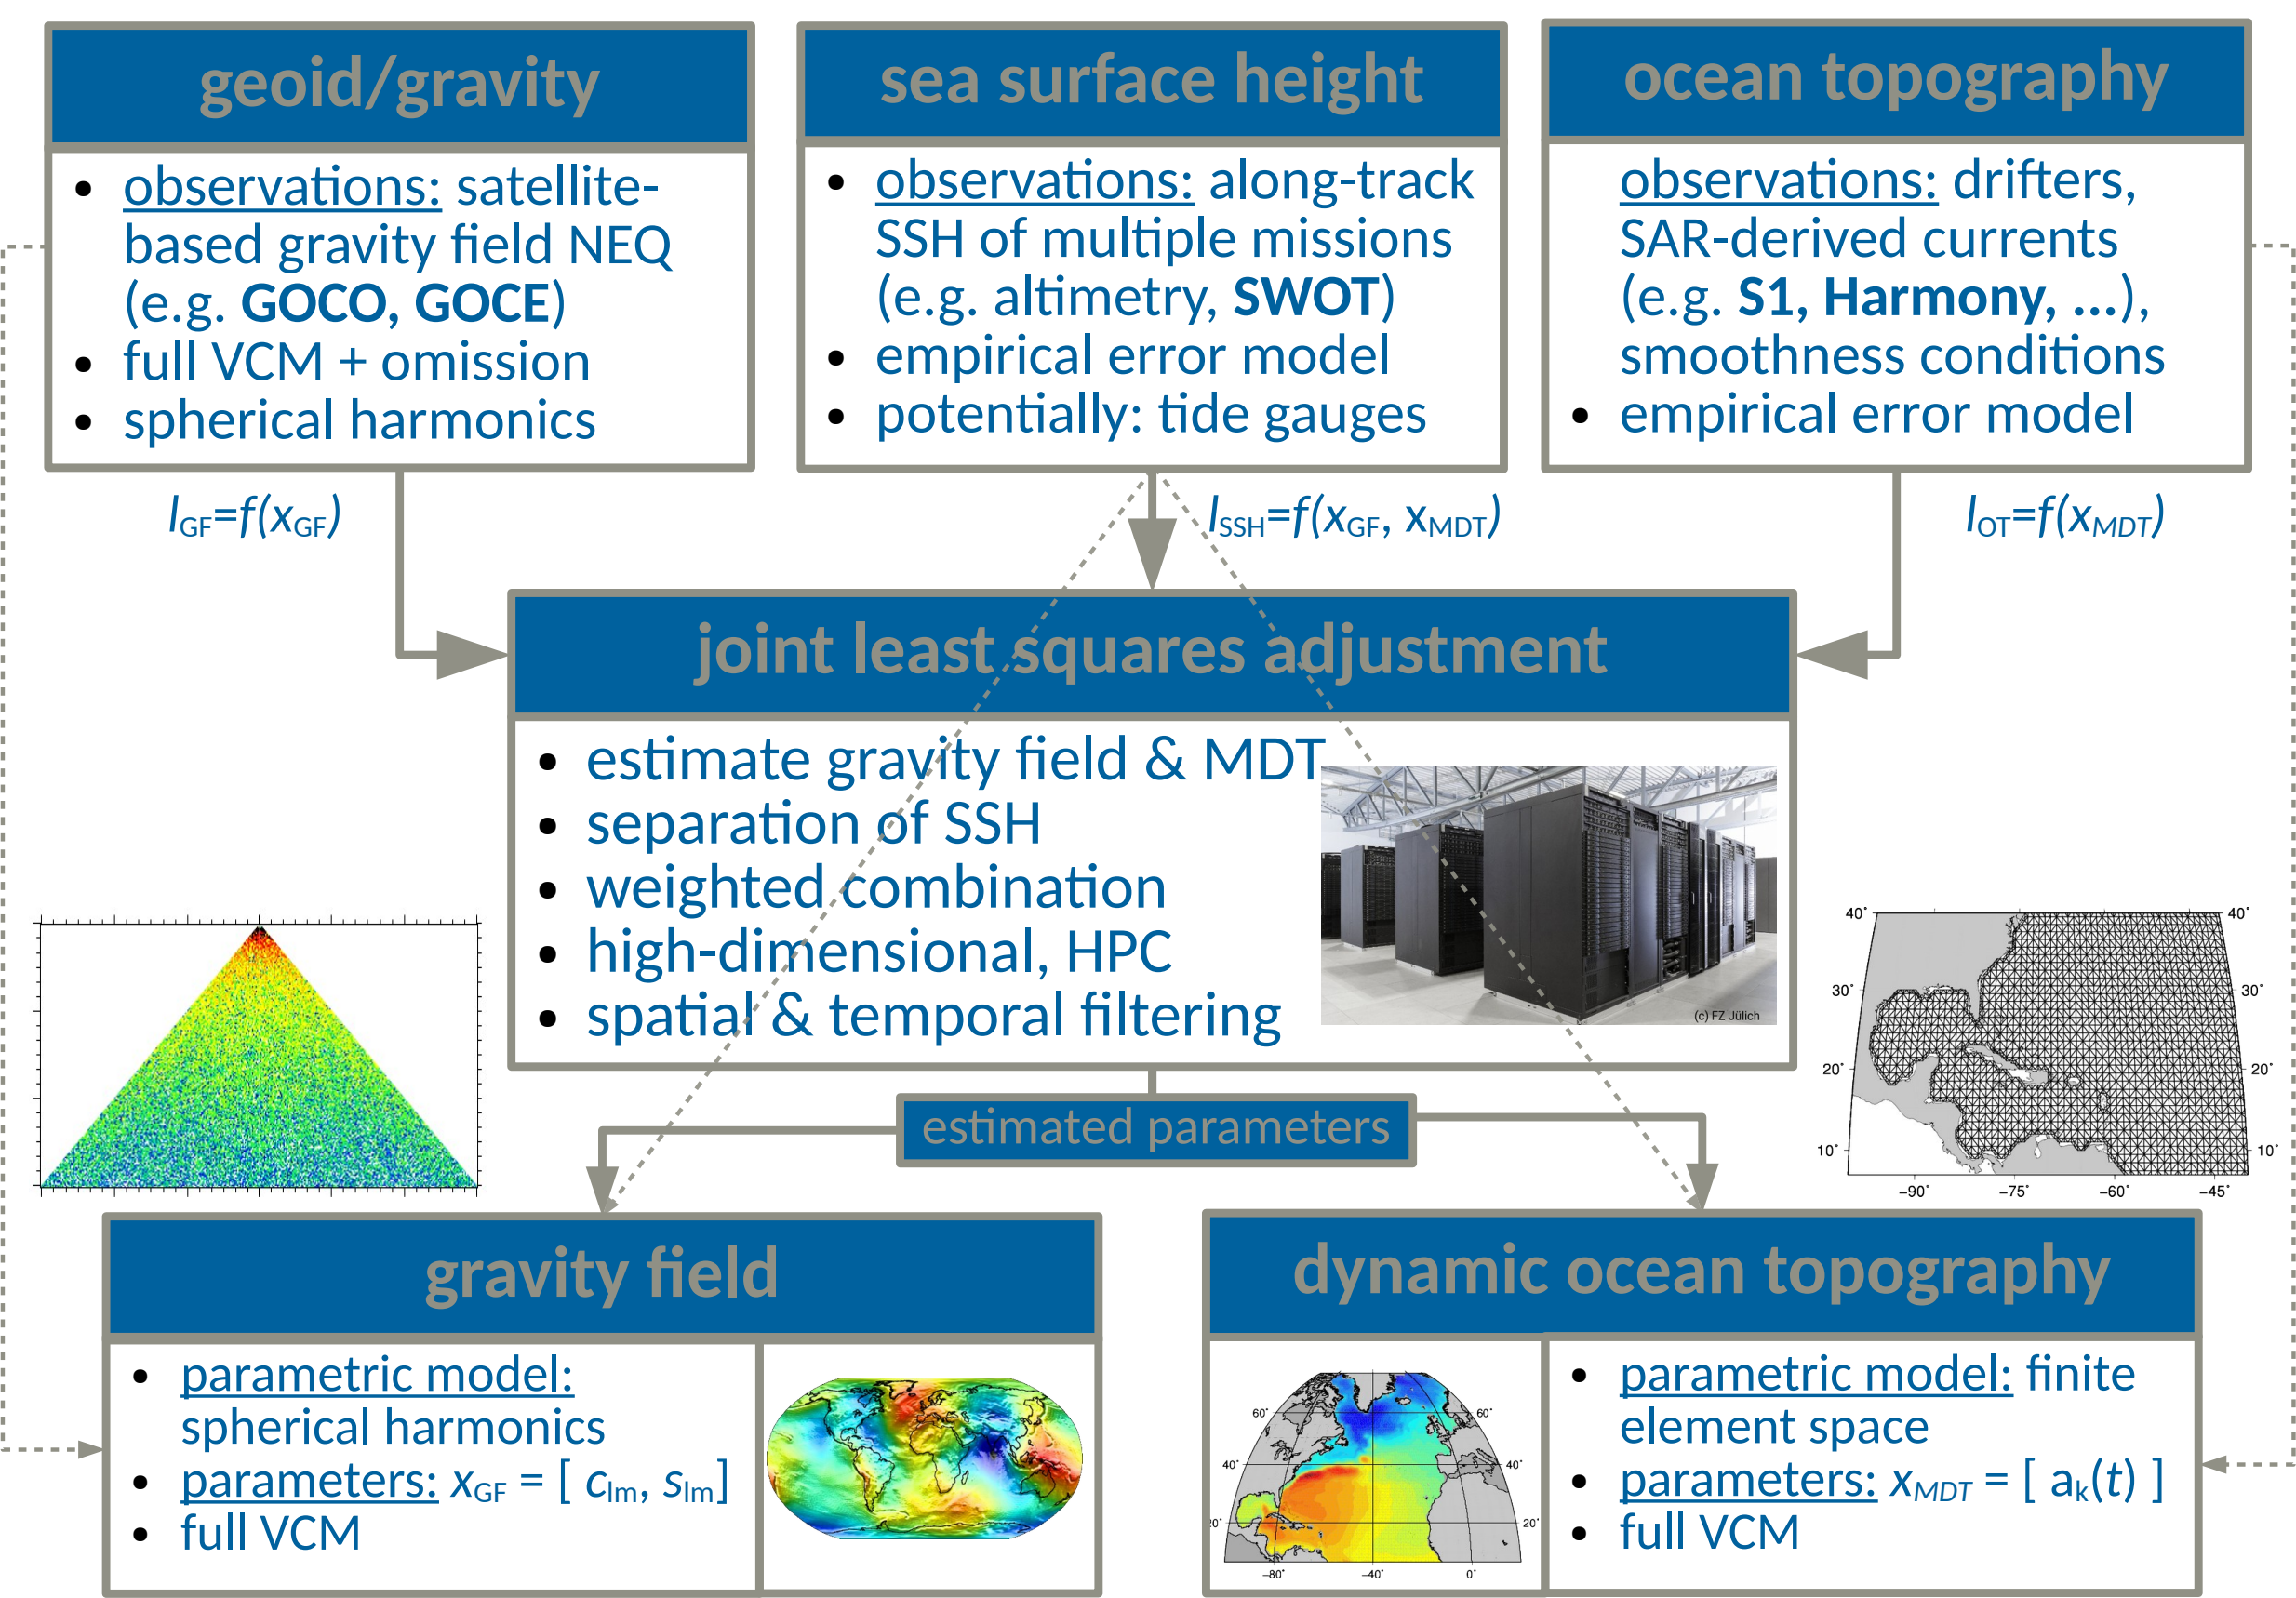 geoid/gravity
• observations: satellite-
based gravity field NEQ
(e.g. GOCO, GOCE)
• full VCM + omission
• spherical harmonics
sea surface height
• observations: along-track
SSH of multiple missions
(e.g. altimetry, SWOT)
• empirical error model
• potentially: tide gauges
ocean topography
observations: drifters,
SAR-derived currents
(e.g. S1, Harmony, ...),
smoothness conditions
• empirical error model
lGF=f(xGF)
lSSH=f(xGF, xMDT)
lOT=f(xMDT)
joint least squares adjustment
• estimate gravity field & MDT
• separation of SSH
• weighted combination
• high-dimensional, HPC
• spatial & temporal filtering
(c) FZ Jülich
40° 40°
30° 30°
20° 20°
10° 10°
−90° −75° −60° −45°
estimated parameters
gravity field
• parametric model:
spherical harmonics
• parameters: xGF = [ clm, slm]
• full VCM
dynamic ocean topography
60° 60°
40° 40°
20° 20°
−80° −40° 0°
• parametric model: finite
element space
• parameters: xMDT = [ ak(t) ]
• full VCM